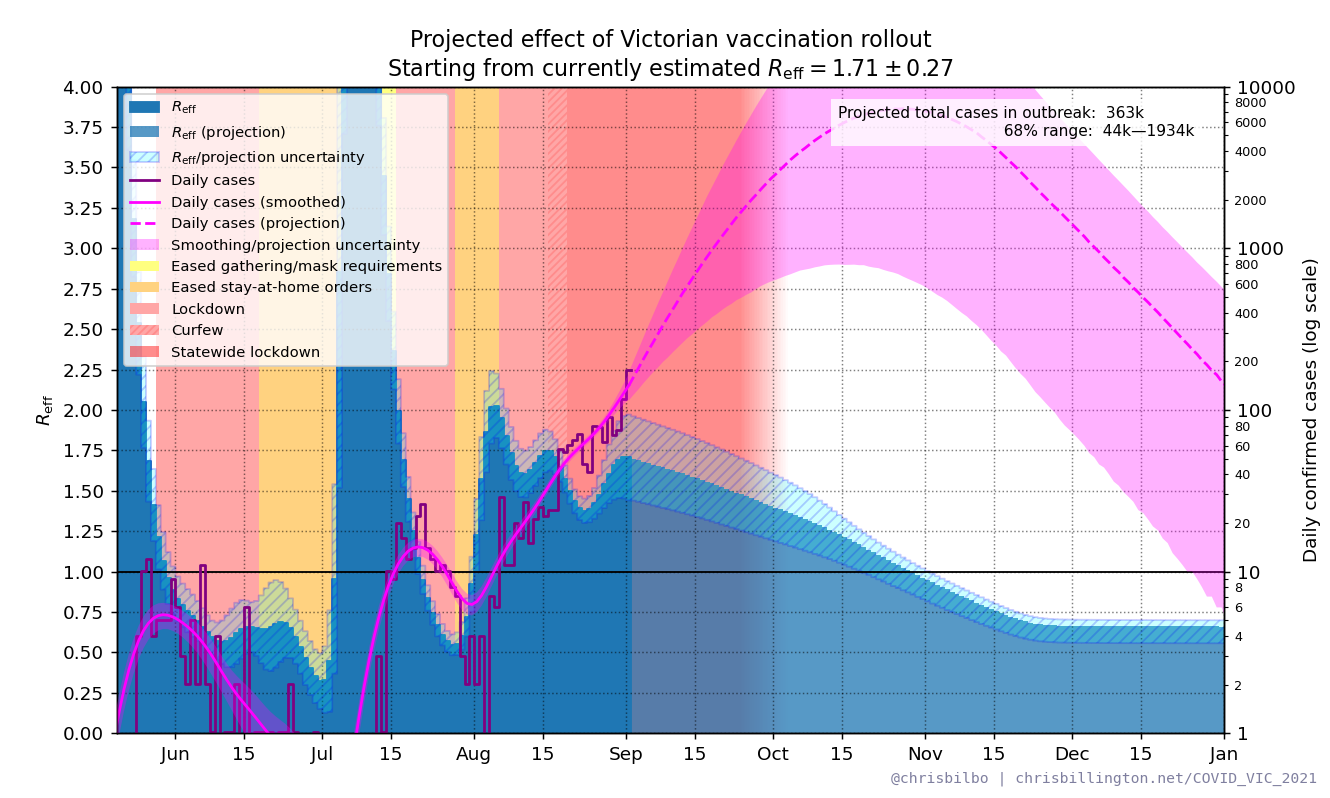 Projected effect of Victorian vaccination rollout
Starting from currently estimated Reff = 1.71 ± 0.27
Reff
Reff (projection)
Reff/projection uncertainty
Daily cases
Daily cases (smoothed)
Daily cases (projection)
Smoothing/projection uncertainty
Eased gathering/mask requirements
Eased stay-at-home orders
Lockdown
Curfew
Statewide lockdown
Projected total cases in outbreak: 363k
68% range: 44k—1934k
Reff
4.00
3.75
3.50
3.25
3.00
2.75
2.50
2.25
2.00
1.75
1.50
1.25
1.00
0.75
0.50
0.25
0.00
10000
8000
6000
4000
2000
1000
800
600
400
200
100
80
60
40
20
10
8
6
4
2
1
Daily confirmed cases (log scale)
Jun 15 Jul 15 Aug 15 Sep 15 Oct 15 Nov 15 Dec 15 Jan
@chrisbilbo | chrisbillington.net/COVID_VIC_2021